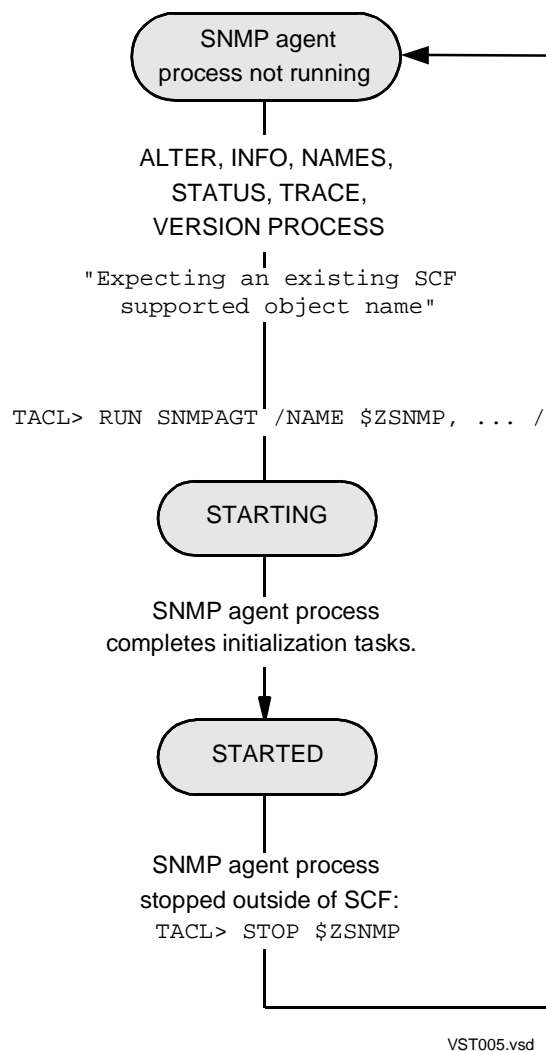 SNMP agent
process not running
ALTER, INFO, NAMES,
STATUS, TRACE,
VERSION PROCESS
"Expecting an existing SCF
supported object name"
TACL> RUN SNMPAGT /NAME $ZSNMP, ... /
STARTING
SNMP agent process
completes initialization tasks.
STARTED
SNMP agent process
stopped outside of SCF:
TACL> STOP $ZSNMP
VST005.vsd